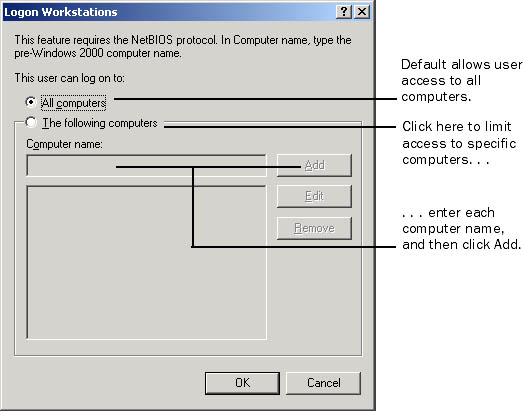 Logon Workstations
This feature requires the NetBIOS protocol. In Computer name, type the
pre-Windows 2000 computer name.
This user can log on to:
All computers
The following computers
Computer name:
Add
Edit
Remove
OK
Cancel
Default allows user
access to all
computers.
Click here to limit
access to specific
computers. . .
. . . enter each
computer name,
and then click Add.